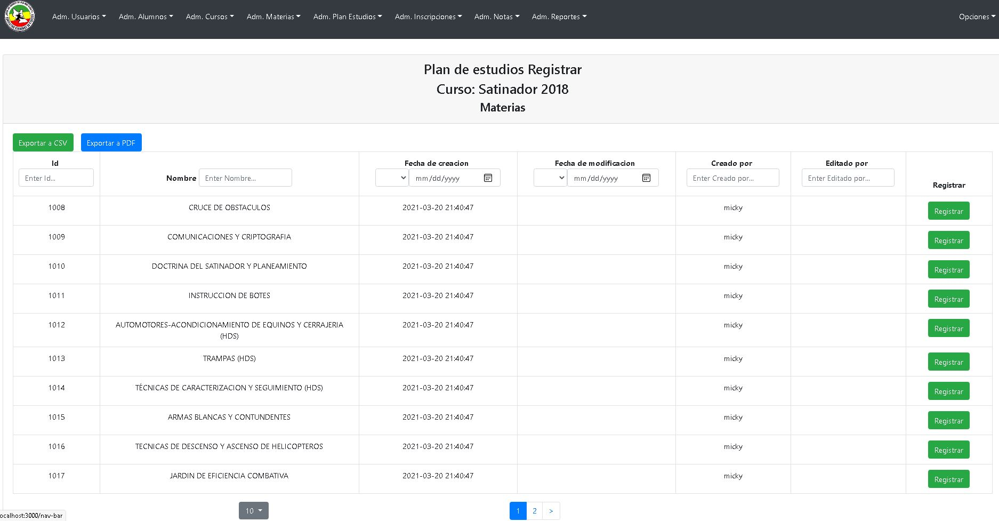 Adm. Usuarios Adm. Alumnos Adm. Cursos Adm. Materias Adm. Plan Estudios Adm. Inscripciones Adm. Notas Adm. Reportes Opciones
Plan de estudios Registrar
Curso: Satinador 2018
Materias
Exportar a CSV Exportar a PDF
Id Fecha de creacion Fecha de modificacion Creado por Editado por
Enter Id... Nombre Enter Nombre... mm/dd/yyyy mm/dd/yyyy Enter Creado por... Enter Editado por...
Registrar
1008 CRUCE DE OBSTACULOS 2021-03-20 21:40:47 micky Registrar
1009 COMUNICACIONES Y CRIPTOGRAFIA 2021-03-20 21:40:47 micky Registrar
1010 DOCTRINA DEL SATINADOR Y PLANEAMIENTO 2021-03-20 21:40:47 micky Registrar
1011 INSTRUCCION DE BOTES 2021-03-20 21:40:47 micky Registrar
1012 AUTOMOTORES-ACONDICIONAMIENTO DE EQUINOS Y CERRAJERIA 2021-03-20 21:40:47 micky Registrar
(HDS)
1013 TRAMPAS (HDS) 2021-03-20 21:40:47 micky Registrar
1014 TÉCNICAS DE CARACTERIZACION Y SEGUIMIENTO (HDS) 2021-03-20 21:40:47 micky Registrar
1015 ARMAS BLANCAS Y CONTUNDENTES 2021-03-20 21:40:47 micky Registrar
1016 TECNICAS DE DESCENSO Y ASCENSO DE HELICOPTEROS 2021-03-20 21:40:47 micky Registrar
1017 JARDIN DE EFICIENCIA COMBATIVA 2021-03-20 21:40:47 micky Registrar
10 1 2 >
ocalhost:3000/nav-bar